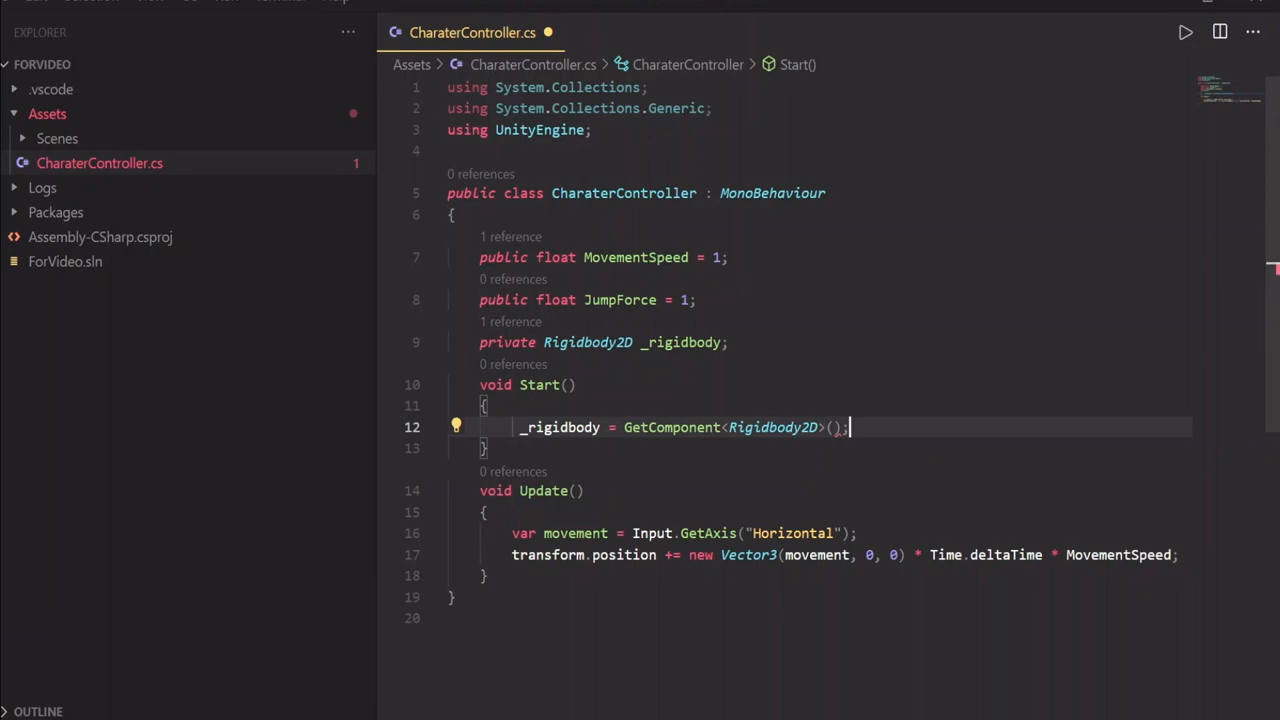 EXPLORER
FORVIDEO
.vscode
Assets
Scenes
CharaterController.cs 1
Logs
Packages
Assembly-CSharp.csproj
ForVideo.sln
OUTLINE
CharaterController.cs
Assets > CharaterController.cs > CharaterController > Start()
1 using System.Collections;
2 using System.Collections.Generic;
3 using UnityEngine;
4
0 references
5 public class CharaterController : MonoBehaviour
6 {
1 reference
7 public float MovementSpeed = 1;
0 references
8 public float JumpForce = 1;
1 reference
9 private Rigidbody2D _rigidbody;
0 references
10 void Start()
11 {
12 _rigidbody = GetComponent<Rigidbody2D>();
13 }
0 references
14 void Update()
15 {
16 var movement = Input.GetAxis("Horizontal");
17 transform.position += new Vector3(movement, 0, 0) * Time.deltaTime * MovementSpeed;
18 }
19 }
20